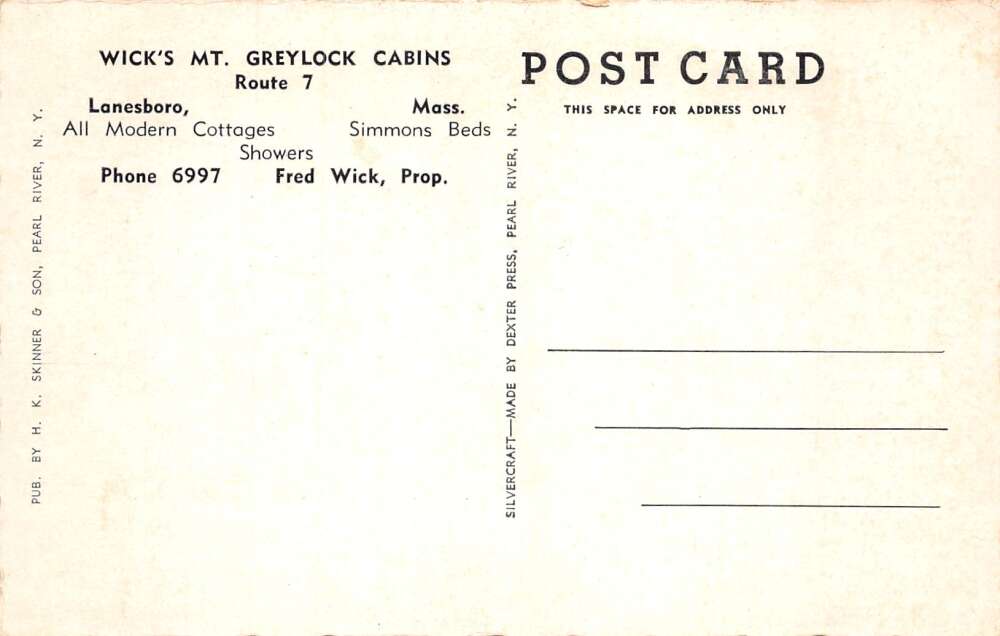 WICK'S MT. GREYLOCK CABINS
Route 7
Lanesboro, Mass.
All Modern Cottages Simmons Beds
Showers
Phone 6997 Fred Wick, Prop.
PUB. BY H. K. SKINNER & SON, PEARL RIVER, N. Y.
SILVERCRAFT—MADE BY DEXTER PRESS, PEARL RIVER, N. Y.
POST CARD
THIS SPACE FOR ADDRESS ONLY